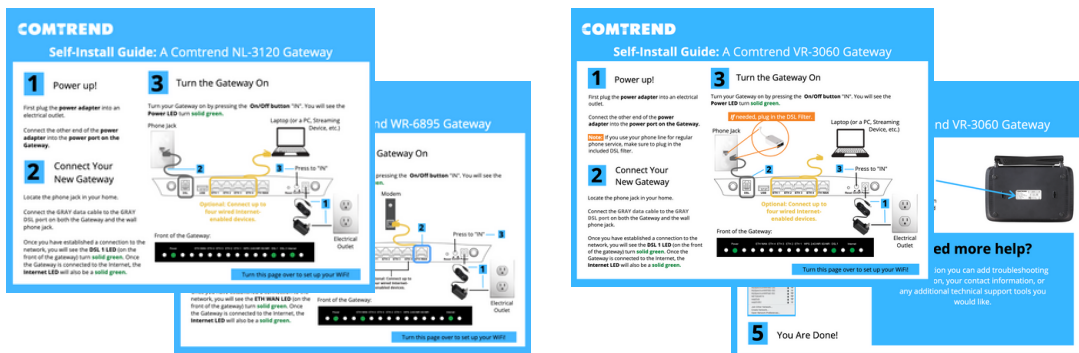 COMTREND
Self-Install Guide: A Comtrend NL-3120 Gateway
1 Power up!
First plug the power adapter into an
electrical outlet.
Connect the other end of the power
adapter into the power port on the
Gateway.
2 Connect Your
New Gateway
Locate the phone jack in your home.
Connect the GRAY data cable to the GRAY
DSL port on both the Gateway and the wall
phone jack.
Once you have established a connection to the
network, you will see the DSL 1 LED (on the
front of gateway) turn solid green. Once
the Gateway is connected to the Internet, the
Internet LED will also be a solid green.
3 Turn the Gateway On
Turn your Gateway on by pressing the On/Off button "IN". You will see the
Power LED turn solid green.
Phone Jack
Laptop (or a PC, Streaming
Device, etc.)
2
3
Press to "IN"
1
Optional: Connect up to
four wired Internet-
enabled devices.
Electrical
Outlet
Front of the Gateway:
Turn this page over to set up your WiFi!
nd WR-6895 Gateway
Gateway On
pressing the On/Off button "IN". You will see the
en.
Modem
2
Press to "IN"
3
1
Optional: Connect up to
Electrical
Outlet
network, you will see the ETH WAN LED (on the
front of the gateway) turn solid green. Once
the Gateway is connected to the Internet, the
Internet LED will also be a solid green.
Front of the Gateway:
Turn this page over to set up your WiFi!
COMTREND
Self-Install Guide: A Comtrend VR-3060 Gateway
1 Power up!
First plug the power adapter into an electrical
outlet.
Connect the other end of the power
adapter into the power port on the Gateway.
Note: If you use your phone line for regular
phone service, make sure to plug in the
included DSL filter.
2 Connect Your
New Gateway
Locate the phone jack in your home.
Connect the GRAY data cable to the GRAY
DSL port on both the Gateway and the wall
phone jack.
Once you have established a connection to the
network, you will see the DSL 1 LED (on the front
of the gateway) turn solid green. Once the
Gateway is connected to the Internet, the
Internet LED will also be a solid green.
3 Turn the Gateway On
Turn your Gateway on by pressing the On/Off button "IN". You will see the
Power LED turn solid green.
If needed, plug in the DSL Filter.
Phone Jack
Laptop (or a PC, Streaming
Device, etc.)
2
3
Press to "IN"
1
Optional: Connect up to
four wired Internet-
enabled devices.
Electrical
Outlet
Front of the Gateway:
Turn this page over to set up your WiFi!
nd VR-3060 Gateway
ed more help?
ion you can add troubleshooting
on, your contact information, or
any additional technical support tools you
would like.
5 You Are Done!